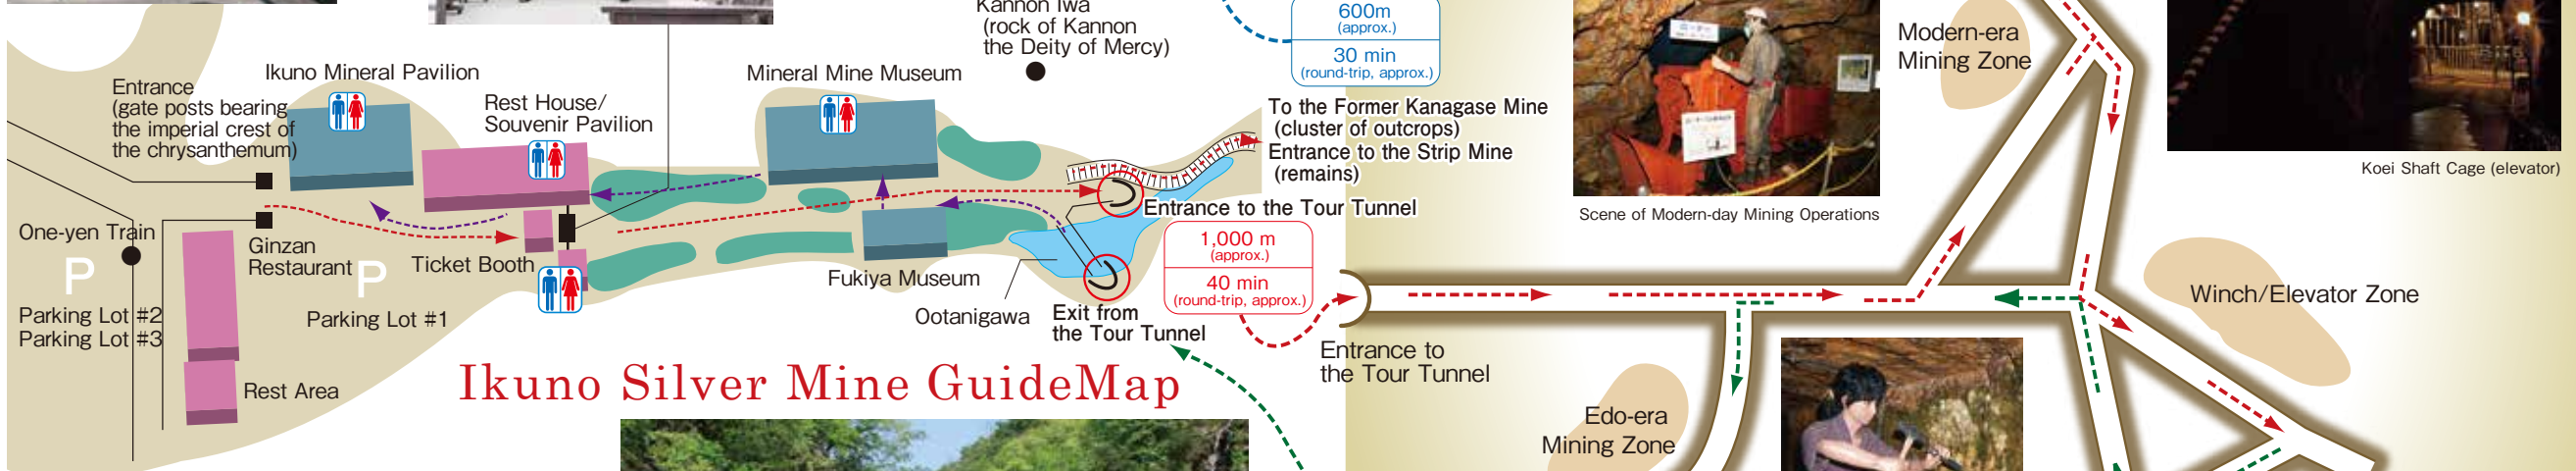 Kannon Iwa
(rock of Kannon
the Deity of Mercy)
600m
(approx.)
30 min
(round-trip, approx.)
Modern-era
Mining Zone
Entrance
(gate posts bearing
the imperial crest of
the chrysanthemum)
Ikuno Mineral Pavilion
Rest House/
Souvenir Pavilion
Mineral Mine Museum
To the Former Kanagase Mine
(cluster of outcrops)
Entrance to the Strip Mine
(remains)
Koei Shaft Cage (elevator)
Scene of Modern-day Mining Operations
Entrance to the Tour Tunnel
1,000 m
(approx.)
40 min
(round-trip, approx.)
One-yen Train
P
Parking Lot #2
Parking Lot #3
Ginzan
Restaurant
P
Parking Lot #1
Ticket Booth
Fukiya Museum
Ootanigawa
Exit from
the Tour Tunnel
Winch/Elevator Zone
Entrance to
the Tour Tunnel
Rest Area
Ikuno Silver Mine GuideMap
Edo-era
Mining Zone